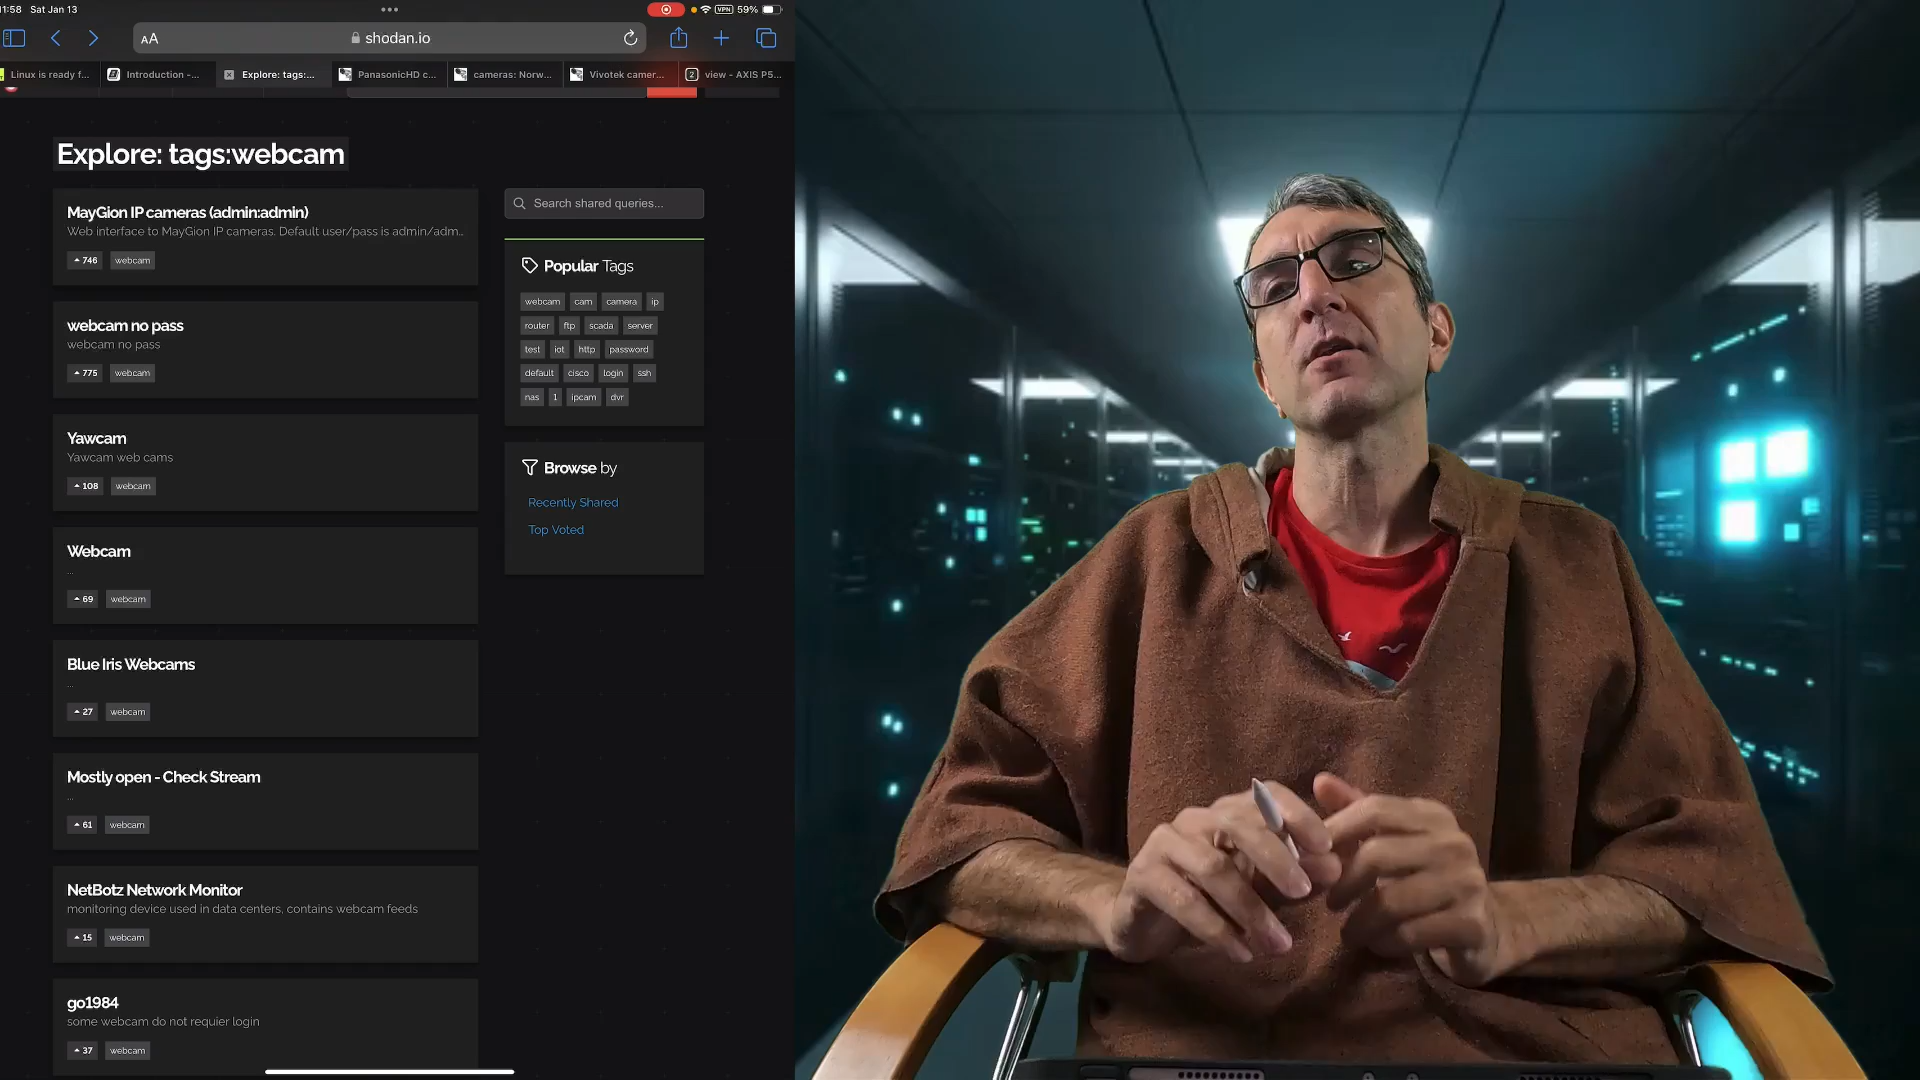 11:58 Sat Jan 13
VPN 59%
AA shodan.io
Linux is ready f...
Introduction -...
Explore: tags:...
PanasonicHD c...
cameras: Norw...
Vivotek camer...
view - AXIS P5...
Explore: tags:webcam
MayGion IP cameras (admin:admin)
Web interface to MayGion IP cameras. Default user/pass is admin/adm...
746 webcam
webcam no pass
webcam no pass
775 webcam
Yawcam
Yawcam web cams
108 webcam
Webcam
...
69 webcam
Blue Iris Webcams
...
27 webcam
Mostly open - Check Stream
...
61 webcam
NetBotz Network Monitor
monitoring device used in data centers, contains webcam feeds
15 webcam
go1984
some webcam do not requier login
37 webcam
Search shared queries...
Popular Tags
webcam cam camera ip
router ftp scada server
test iot http password
default cisco login ssh
nas 1 ipcam dvr
Browse by
Recently Shared
Top Voted